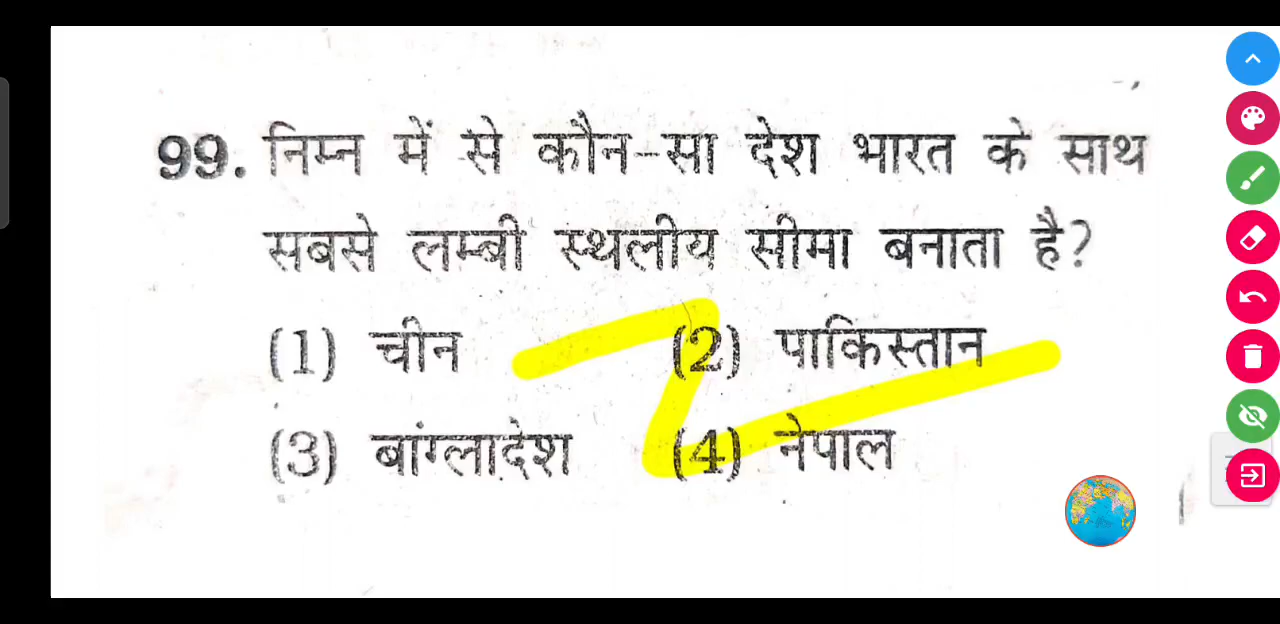 99. निम्न में से कौन-सा देश भारत के साथ
सबसे लम्बी स्थलीय सीमा बनाता है?
(1) चीन (2) पाकिस्तान
(3) बांग्लादेश (4) नेपाल